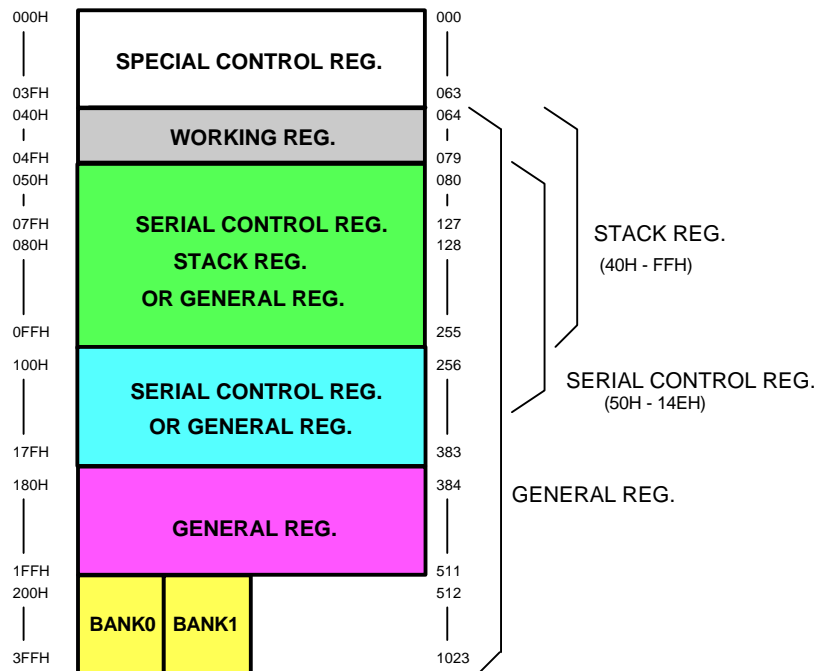 000H
000
SPECIAL CONTROL REG.
03FH
063
040H
064
WORKING REG.
04FH
079
050H
080
07FH
SERIAL CONTROL REG.
127
080H
128
STACK REG.
OR GENERAL REG.
0FFH
255
STACK REG.
(40H - FFH)
100H
256
SERIAL CONTROL REG.
OR GENERAL REG.
17FH
383
SERIAL CONTROL REG.
(50H - 14EH)
180H
384
GENERAL REG.
GENERAL REG.
1FFH
511
200H
512
BANK0
BANK1
3FFH
1023